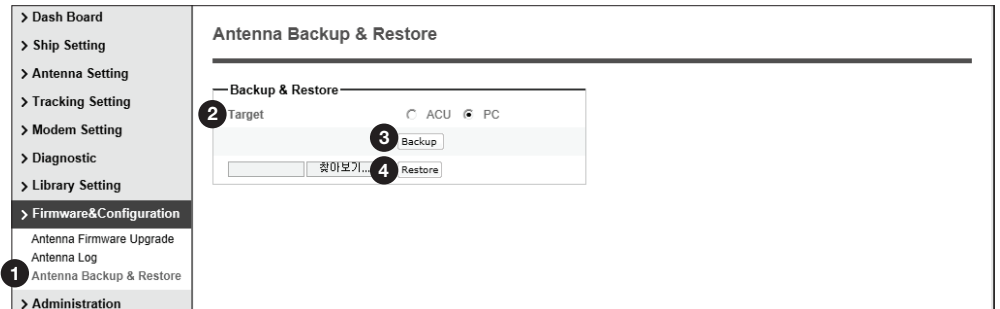 > Dash Board
> Ship Setting
> Antenna Setting
> Tracking Setting
> Modem Setting
> Diagnostic
> Library Setting
> Firmware&Configuration
Antenna Firmware Upgrade
Antenna Log
1 Antenna Backup & Restore
> Administration
Antenna Backup & Restore
Backup & Restore
2 Target ACU PC
3 Backup
찾아보기... 4 Restore